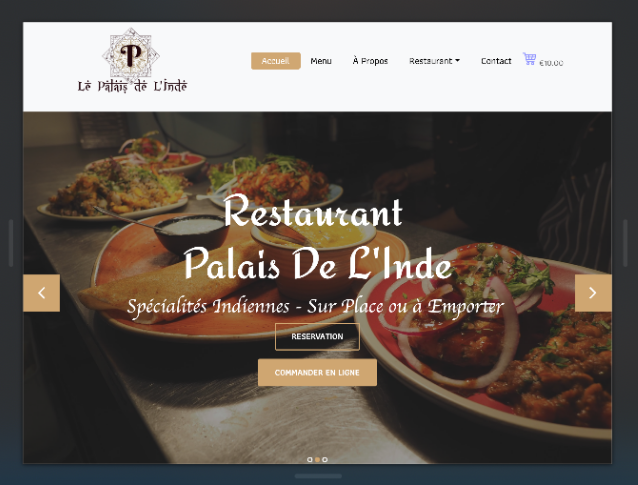 P
Le Palais de L'Inde
Accueil
Menu
À Propos
Restaurant
Contact
€19.00
Restaurant
Palais De L'Inde
Spécialités Indiennes - Sur Place ou à Emporter
RESERVATION
COMMANDER EN LIGNE